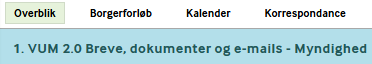 Overblik Borgerforløb Kalender Korrespondance
1. VUM 2.0 Breve, dokumenter og e-mails - Myndighed